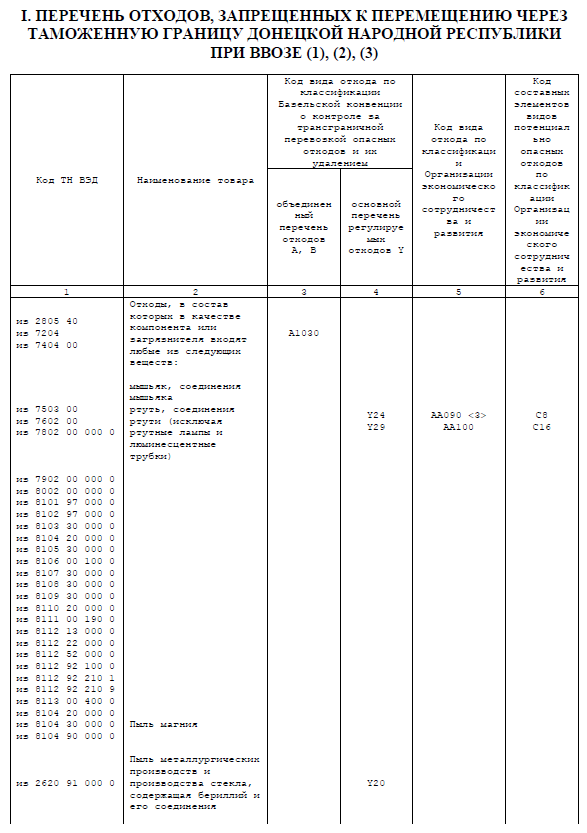 I. ПЕРЕЧЕНЬ ОТХОДОВ, ЗАПРЕЩЕННЫХ К ПЕРЕМЕЩЕНИЮ ЧЕРЕЗ
ТАМОЖЕННУЮ ГРАНИЦУ ДОНЕЦКОЙ НАРОДНОЙ РЕСПУБЛИКИ
ПРИ ВВОЗЕ (1), (2), (3)
Код ТН ВЭД
Наименование товара
Код вида отхода по
классификации
Базельской конвенции
о контроле за
трансграничной
перевозкой опасных
отходов и их
удалением
объединен
ный
перечень
отходов
A, B
основной
перечень
регулируе
мых
отходов Y
Код вида
отхода по
классификаци
и
Организации
экономическо
го
сотрудничест
ва и
развития
Код
составных
элементов
видов
потенциал
ьно
опасных
отходов
по
классифик
ации
Организац
ии
экономиче
ского
сотруднич
ества и
развития
1 2 3 4 5 6
из 2805 40
из 7204
из 7404 00
Отходы, в состав
которых в качестве
компонента или
загрязнителя входят
любые из следующих
веществ:
A1030
из 7503 00
из 7602 00
из 7802 00 000 0
мышьяк, соединения
мышьяка
ртуть, соединения
ртути (исключая
ртутные лампы и
люминесцентные
трубки)
Y24
Y29
AA090 <3>
AA100
C8
C16
из 7902 00 000 0
из 8002 00 000 0
из 8101 97 000 0
из 8102 97 000 0
из 8103 30 000 0
из 8104 20 000 0
из 8105 30 000 0
из 8106 00 100 0
из 8107 30 000 0
из 8108 30 000 0
из 8109 30 000 0
из 8110 20 000 0
из 8111 00 190 0
из 8112 13 000 0
из 8112 22 000 0
из 8112 52 000 0
из 8112 92 100 0
из 8112 92 210 1
из 8112 92 210 9
из 8113 00 400 0
из 8104 20 000 0
из 8104 30 000 0 Пыль магния
из 8104 90 000 0
из 2620 91 000 0
Пыль металлургических
производств и
производства стекла,
содержащая бериллий и
его соединения
Y20